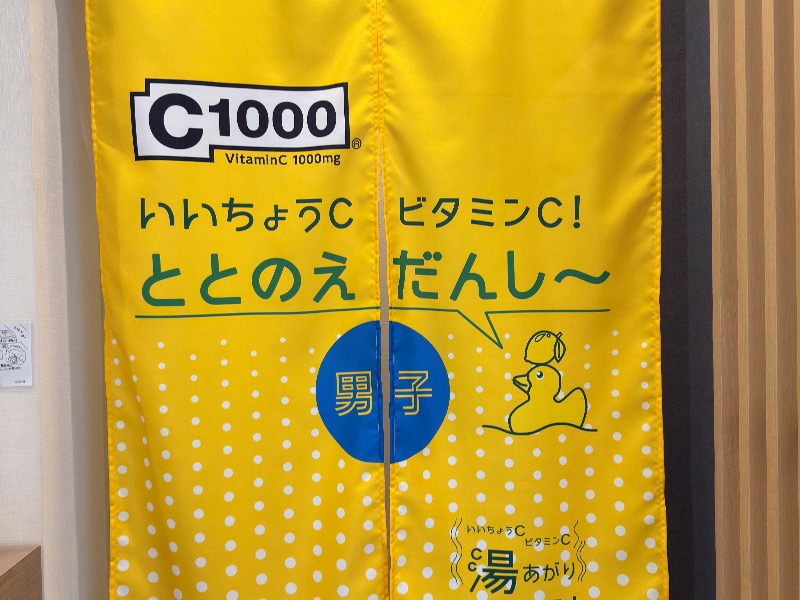 C1000®
VitaminC 1000mg
いいちょうC ビタミンC!
ととのえ だんし～
男子
いいちょうC
ビタミンC
CC湯あがり